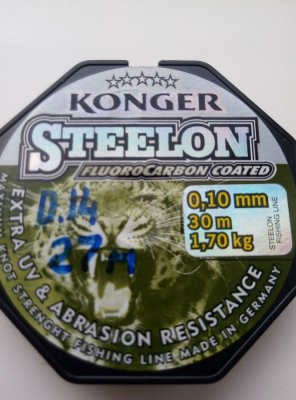 KONGER
STEELON
FLUOROCARBON COATED
0,10 mm
30 m
1,70 kg
STEELON
FISHING LINE
0.14
27m
EXTRA UV & ABRASION RESISTANCE
MAXIMUM KNOT STRENGHT FISHING LINE MADE IN GERMANY